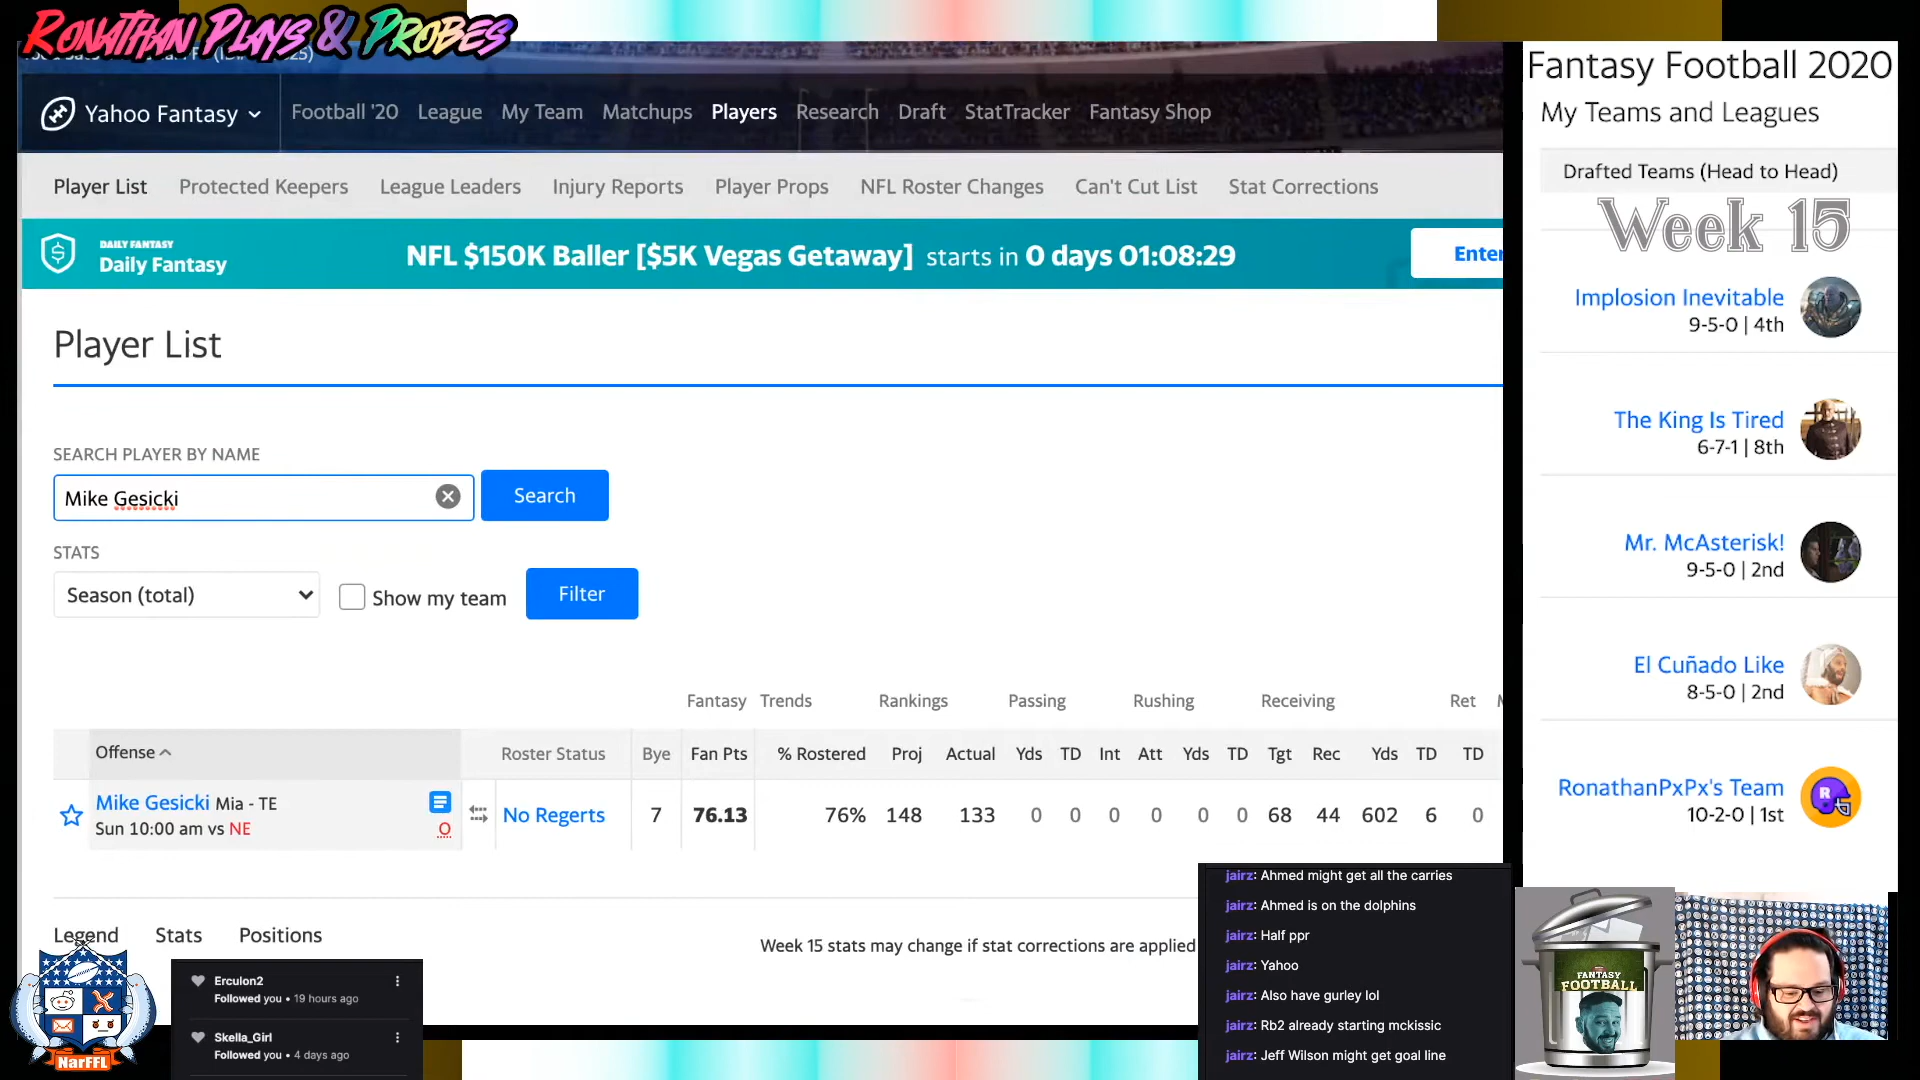 RONATHAN PLAYS & PROBES
Yahoo Fantasy
Football '20 League My Team Matchups Players Research Draft StatTracker Fantasy Shop
Player List Protected Keepers League Leaders Injury Reports Player Props NFL Roster Changes Can't Cut List Stat Corrections
DAILY FANTASY
Daily Fantasy
NFL $150K Baller [$5K Vegas Getaway] starts in 0 days 01:08:29
Enter
Player List
SEARCH PLAYER BY NAME
Mike Gesicki
Search
STATS
Season (total)
Show my team
Filter
Fantasy Trends Rankings Passing Rushing Receiving Ret
Offense Roster Status Bye Fan Pts % Rostered Proj Actual Yds TD Int Att Yds TD Tgt Rec Yds TD TD
Mike Gesicki Mia - TE
Sun 10:00 am vs NE O
No Regerts 7 76.13 76% 148 133 0 0 0 0 0 0 68 44 602 6 0
Legend Stats Positions
Week 15 stats may change if stat corrections are applied
NarFFL
Erculon2
Followed you • 19 hours ago
Skella_Girl
Followed you • 4 days ago
jairz: Ahmed might get all the carries
jairz: Ahmed is on the dolphins
jairz: Half ppr
jairz: Yahoo
jairz: Also have gurley lol
jairz: Rb2 already starting mckissic
jairz: Jeff Wilson might get goal line
Fantasy Football 2020
My Teams and Leagues
Drafted Teams (Head to Head)
Week 15
Implosion Inevitable
9-5-0 | 4th
The King Is Tired
6-7-1 | 8th
Mr. McAsterisk!
9-5-0 | 2nd
El Cuñado Like
8-5-0 | 2nd
RonathanPxPx's Team
10-2-0 | 1st
R
FANTASY
FOOTBALL